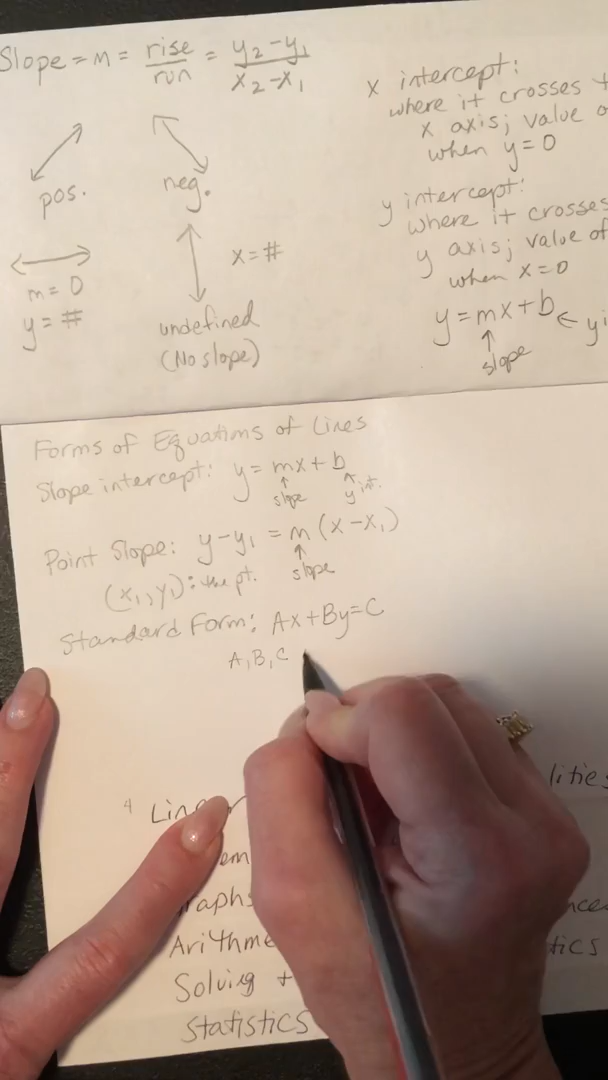 Slope = m = rise/run = y₂-y₁/x₂-x₁
pos.
neg.
m = 0
y = #
x = #
undefined
(No slope)
x intercept:
where it crosses
x axis; value
when y = 0
y intercept:
where it crosses
y axis; value of
when x = 0
y = mx + b
slope
Forms of Equations of Lines
Slope intercept: y = mx + b
slope
y int.
Point Slope: y - y₁ = m (x - x₁)
(x₁, y₁): the pt.
slope
Standard Form: Ax + By = C
A, B, C
4
Arithme
Solving +
Statistics